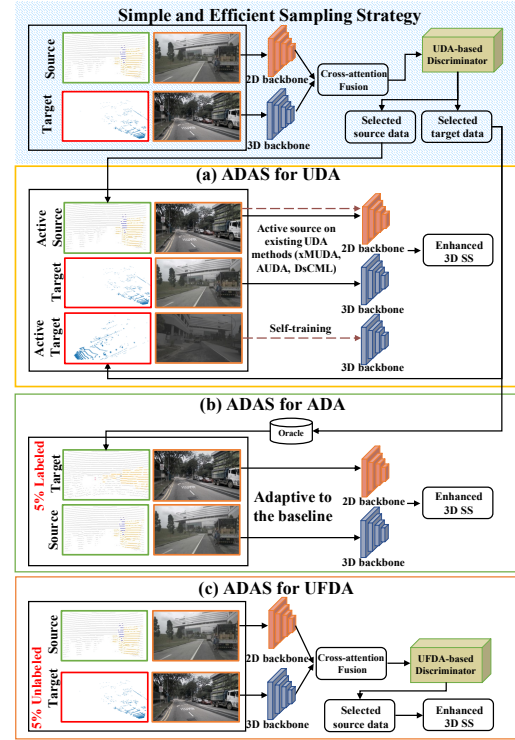 Simple and Efficient Sampling Strategy
Source
Target
2D backbone
3D backbone
Cross-attention
Fusion
UDA-based
Discriminator
Selected
source data
Selected
target data
(a) ADAS for UDA
Active
Source
Target
Active
Target
Active source on
existing UDA
methods (xMUDA,
AUDA, DsCML)
Self-training
2D backbone
3D backbone
3D backbone
Enhanced
3D SS
(b) ADAS for ADA
Oracle
5% Labeled
Target
Source
Adaptive to
the baseline
2D backbone
3D backbone
Enhanced
3D SS
(c) ADAS for UFDA
Source
5% Unlabeled
Target
2D backbone
3D backbone
Cross-attention
Fusion
UFDA-based
Discriminator
Selected
source data
Enhanced
3D SS